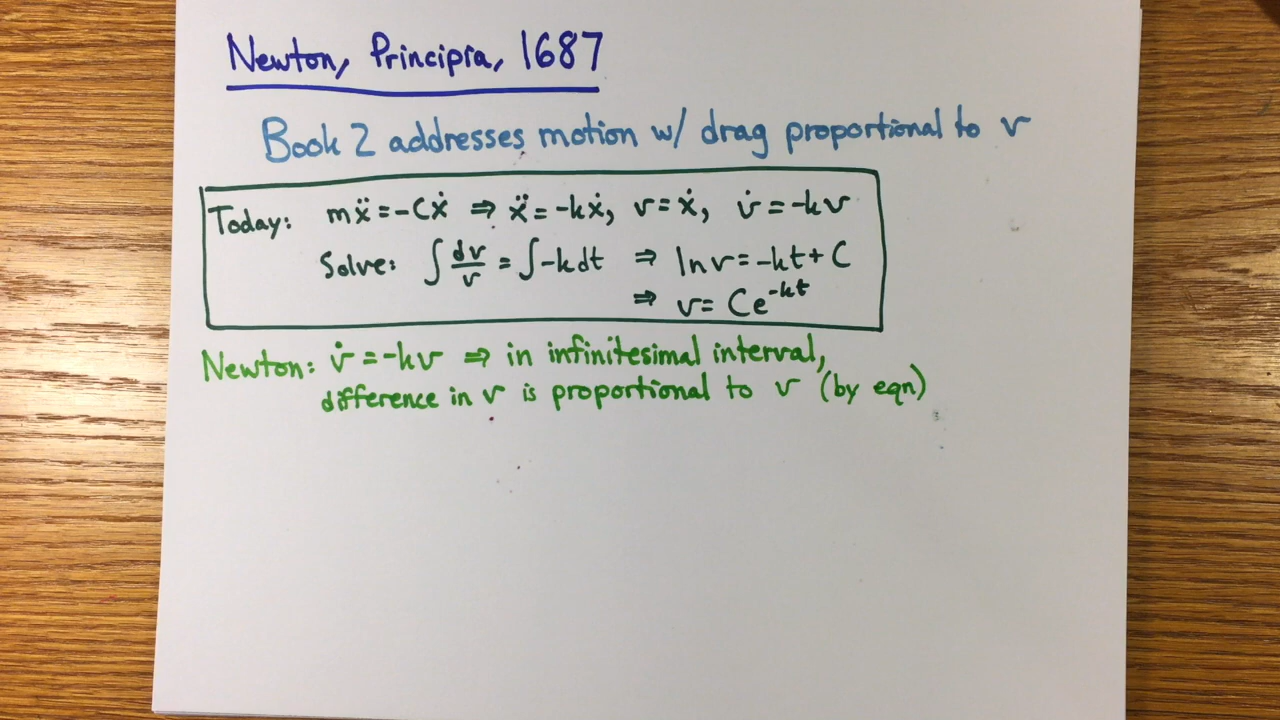 Newton, Principia, 1687
Book 2 addresses motion w/ drag proportional to v
Today: mẍ = -Cẋ ⇒ ẍ = -kẋ, v = ẋ, v̇ = -kv
Solve: ∫ dv/v = ∫ -k dt ⇒ ln v = -kt + C
⇒ v = Ce^{-kt}
Newton: v̇ = -kv ⇒ in infinitesimal interval,
difference in v is proportional to v (by eqn)